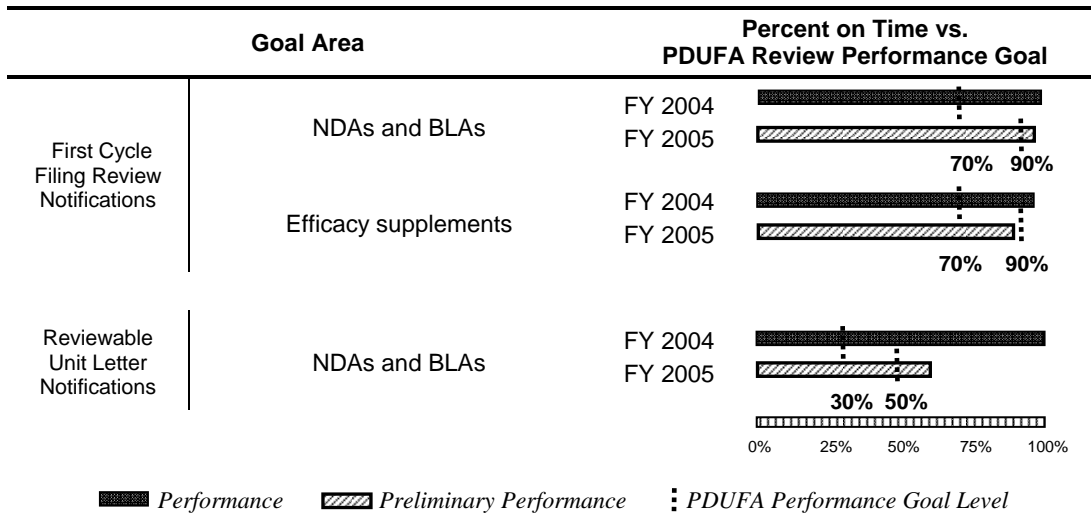 Goal Area
Percent on Time vs.
PDUFA Review Performance Goal
First Cycle
Filing Review
Notifications
NDAs and BLAs
FY 2004
FY 2005
70% 90%
Efficacy supplements
FY 2004
FY 2005
70% 90%
Reviewable
Unit Letter
Notifications
NDAs and BLAs
FY 2004
FY 2005
30% 50%
0% 25% 50% 75% 100%
Performance Preliminary Performance PDUFA Performance Goal Level